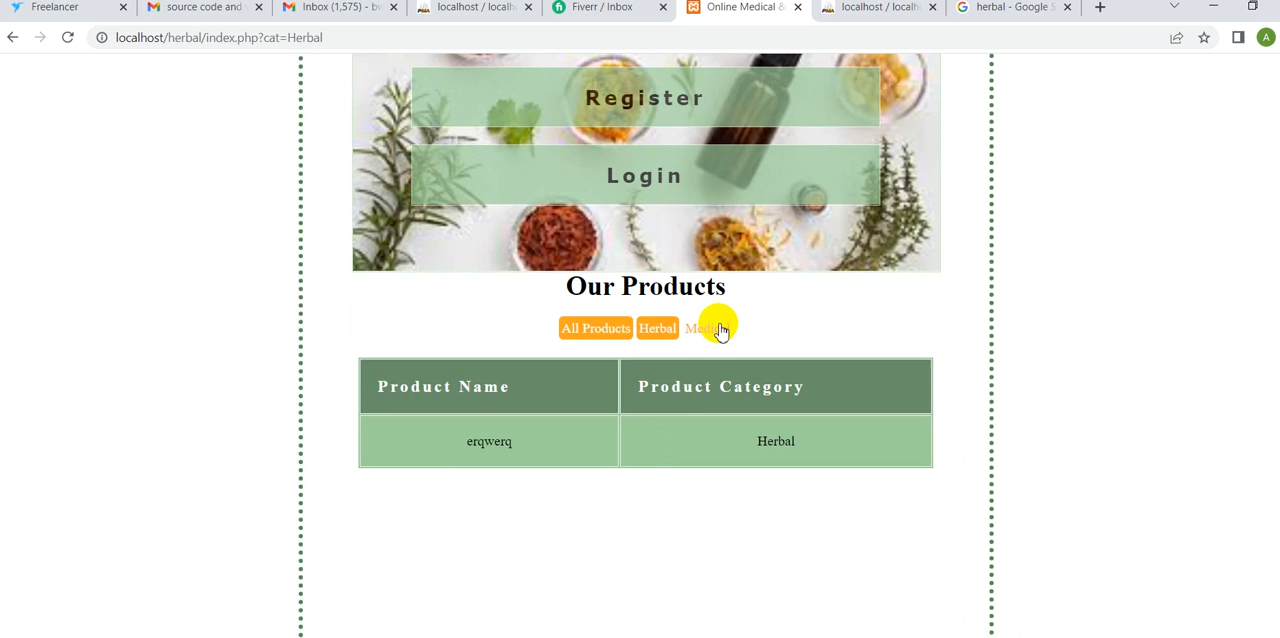 Freelancer
source code and
Inbox (1,575) - bw
localhost / localh
Fiverr / Inbox
Online Medical &
localhost / localh
herbal - Google S
localhost/herbal/index.php?cat=Herbal
A
Register
Login
Our Products
All Products Herbal
Product Name Product Category
erqwerq Herbal